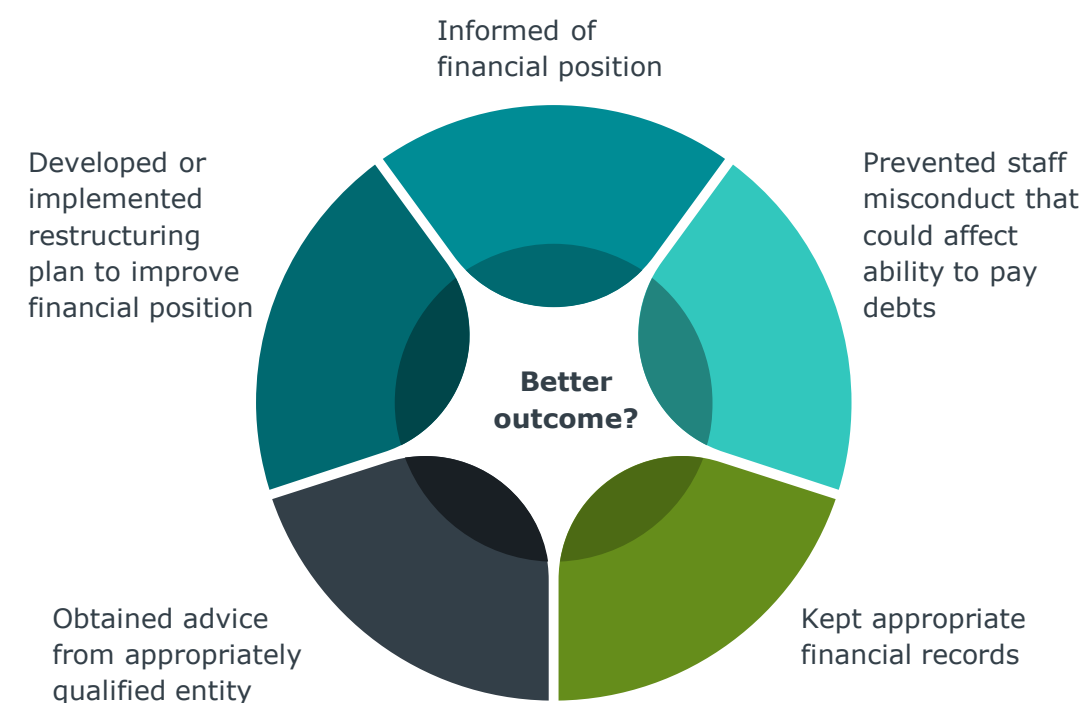 Informed of
financial position
Developed or
implemented
restructuring
plan to improve
financial position
Prevented staff
misconduct that
could affect
ability to pay
debts
Better
outcome?
Obtained advice
from appropriately
qualified entity
Kept appropriate
financial records